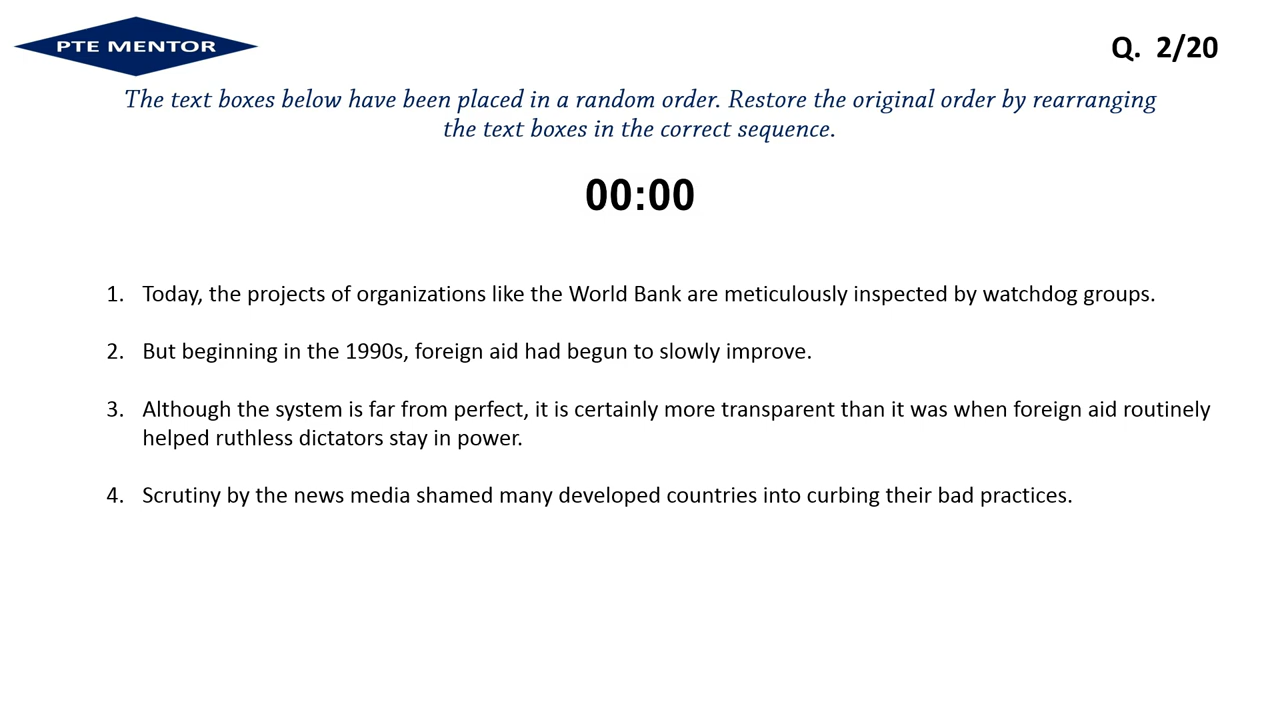 PTE MENTOR
Q. 2/20
The text boxes below have been placed in a random order. Restore the original order by rearranging
the text boxes in the correct sequence.
00:00
1. Today, the projects of organizations like the World Bank are meticulously inspected by watchdog groups.
2. But beginning in the 1990s, foreign aid had begun to slowly improve.
3. Although the system is far from perfect, it is certainly more transparent than it was when foreign aid routinely
helped ruthless dictators stay in power.
4. Scrutiny by the news media shamed many developed countries into curbing their bad practices.